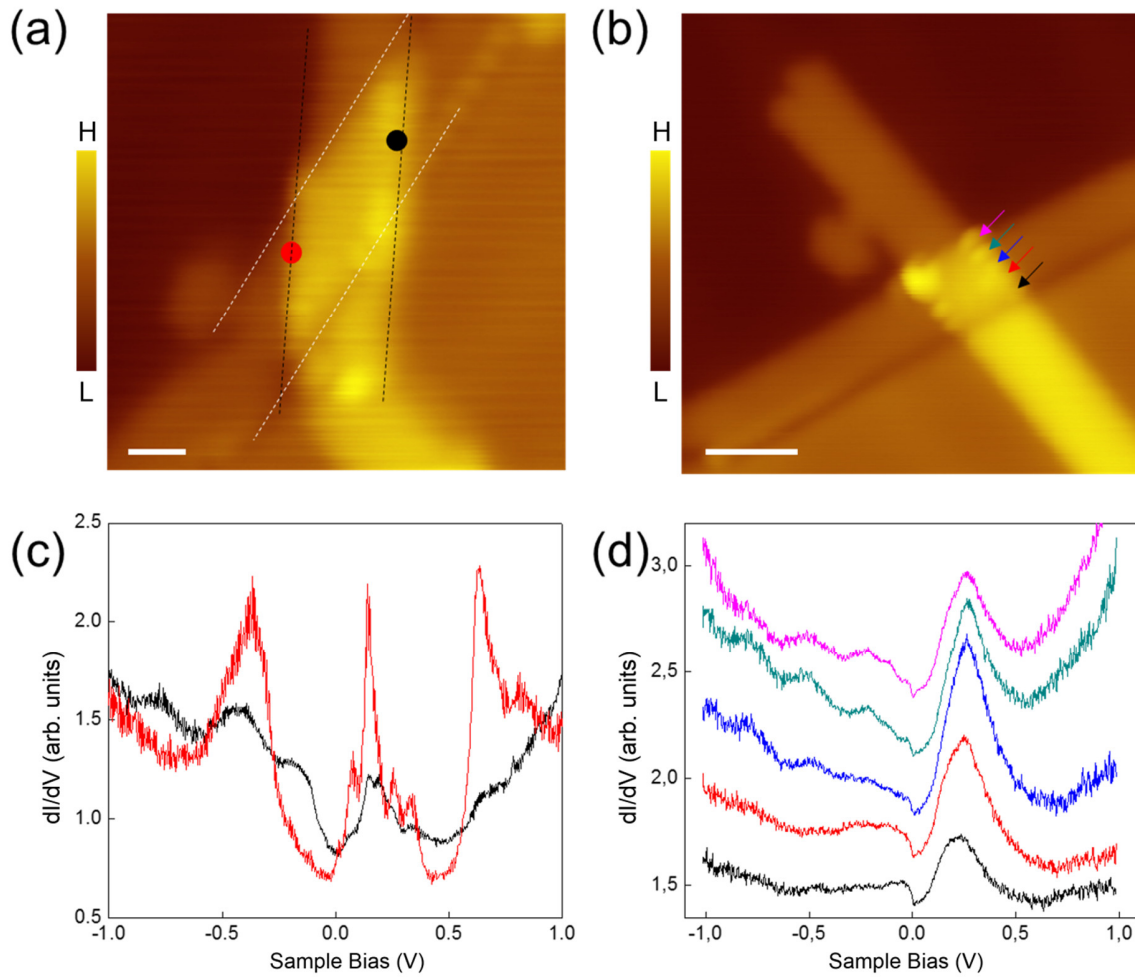 (a)
H
L
(b)
H
L
(c)
2.5
2.0
1.5
1.0
0.5
dI/dV (arb. units)
-1.0
-0.5
0.0
0.5
1.0
Sample Bias (V)
(d)
3,0
2,5
2,0
1,5
dI/dV (arb. units)
-1,0
-0,5
0,0
0,5
1,0
Sample Bias (V)